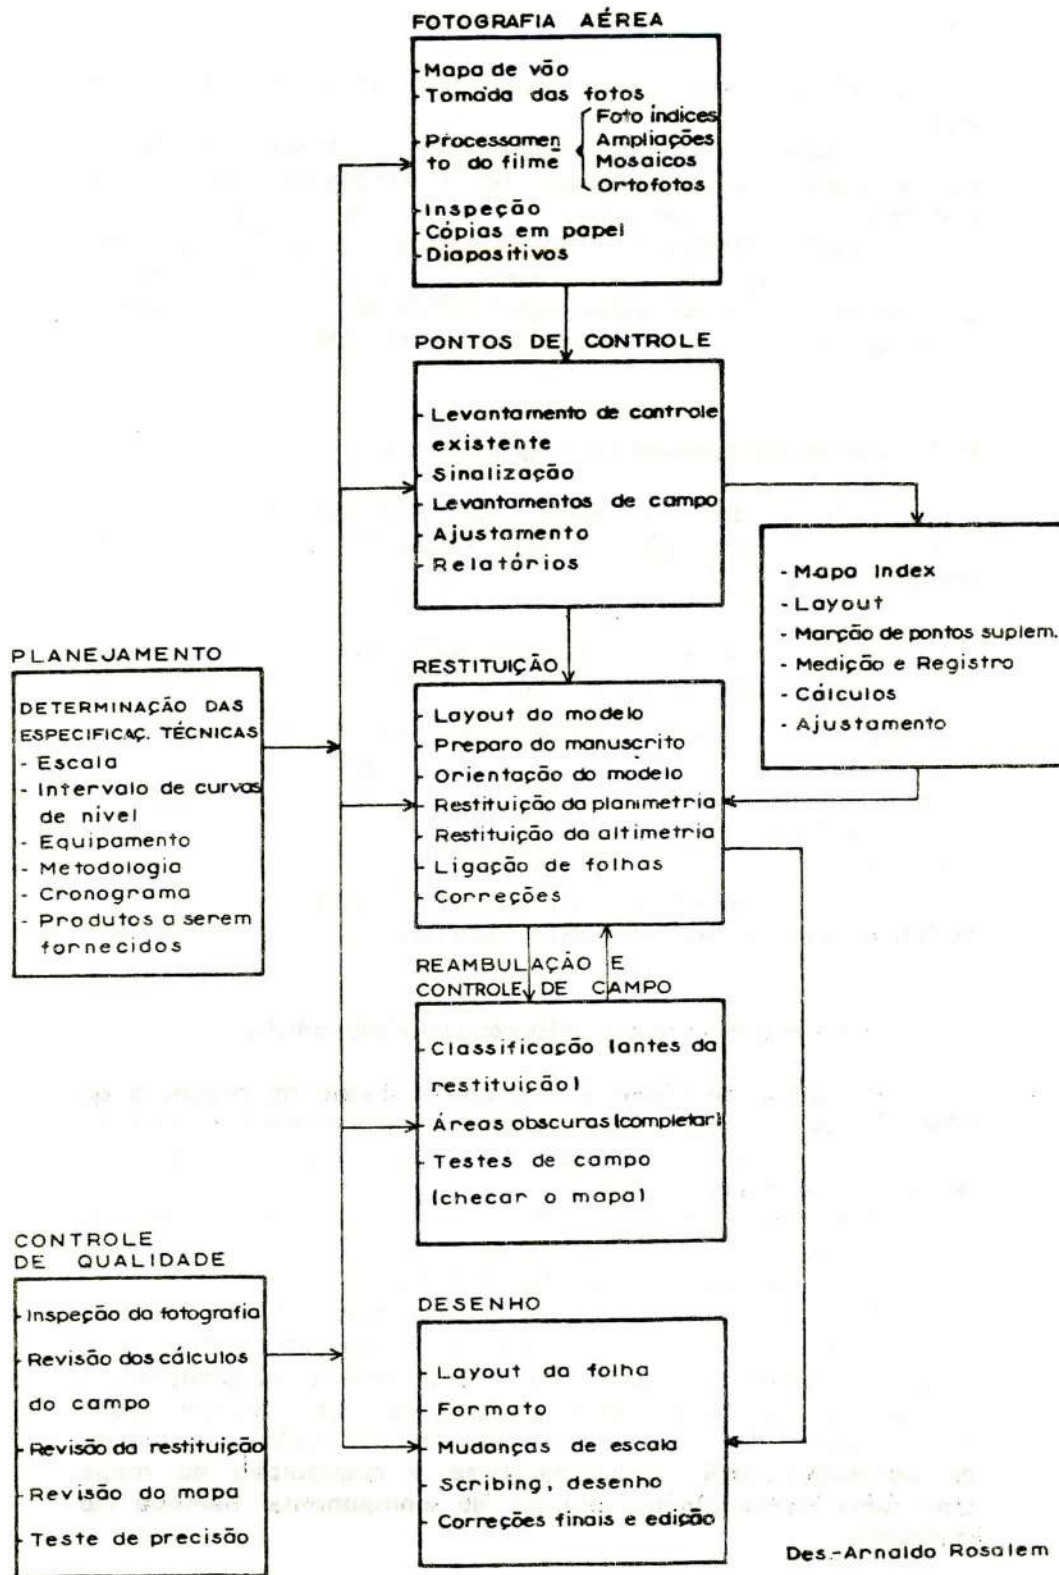 FOTOGRAFIA AÉREA
- Mapa de vão
- Tomada das fotos
- Processamen
to do filme
Foto índices
Ampliações
Mosaicos
Ortofotos
- Inspeção
- Cópias em papel
- Diapositivos
PONTOS DE CONTROLE
- Levantamento de controle
existente
- Sinalização
- Levantamentos de campo
- Ajustamento
- Relatórios
- Mapa Index
- Layout
- Marção de pontos suplem.
- Medição e Registro
- Cálculos
- Ajustamento
PLANEJAMENTO
DETERMINAÇÃO DAS
ESPECIFICAÇ. TÉCNICAS
- Escala
- Intervalo de curvas
de nível
- Equipamento
- Metodologia
- Cronograma
- Produtos a serem
fornecidos
RESTITUIÇÃO
- Layout do modelo
- Preparo do manuscrito
- Orientação do modelo
- Restituição da planimetria
- Restituição da altimetria
- Ligação de folhas
- Correções
REAMBULAÇÃO E
CONTROLE DE CAMPO
- Classificação (antes da
restituição)
- Áreas obscuras (completar)
- Testes de campo
(checar o mapa)
CONTROLE
DE QUALIDADE
- Inspeção da fotografia
- Revisão dos cálculos
do campo
- Revisão da restituição
- Revisão do mapa
- Teste de precisão
DESENHO
- Layout da folha
- Formato
- Mudanças de escala
- Scribing, desenho
- Correções finais e edição
Des.-Arnaldo Rosalem